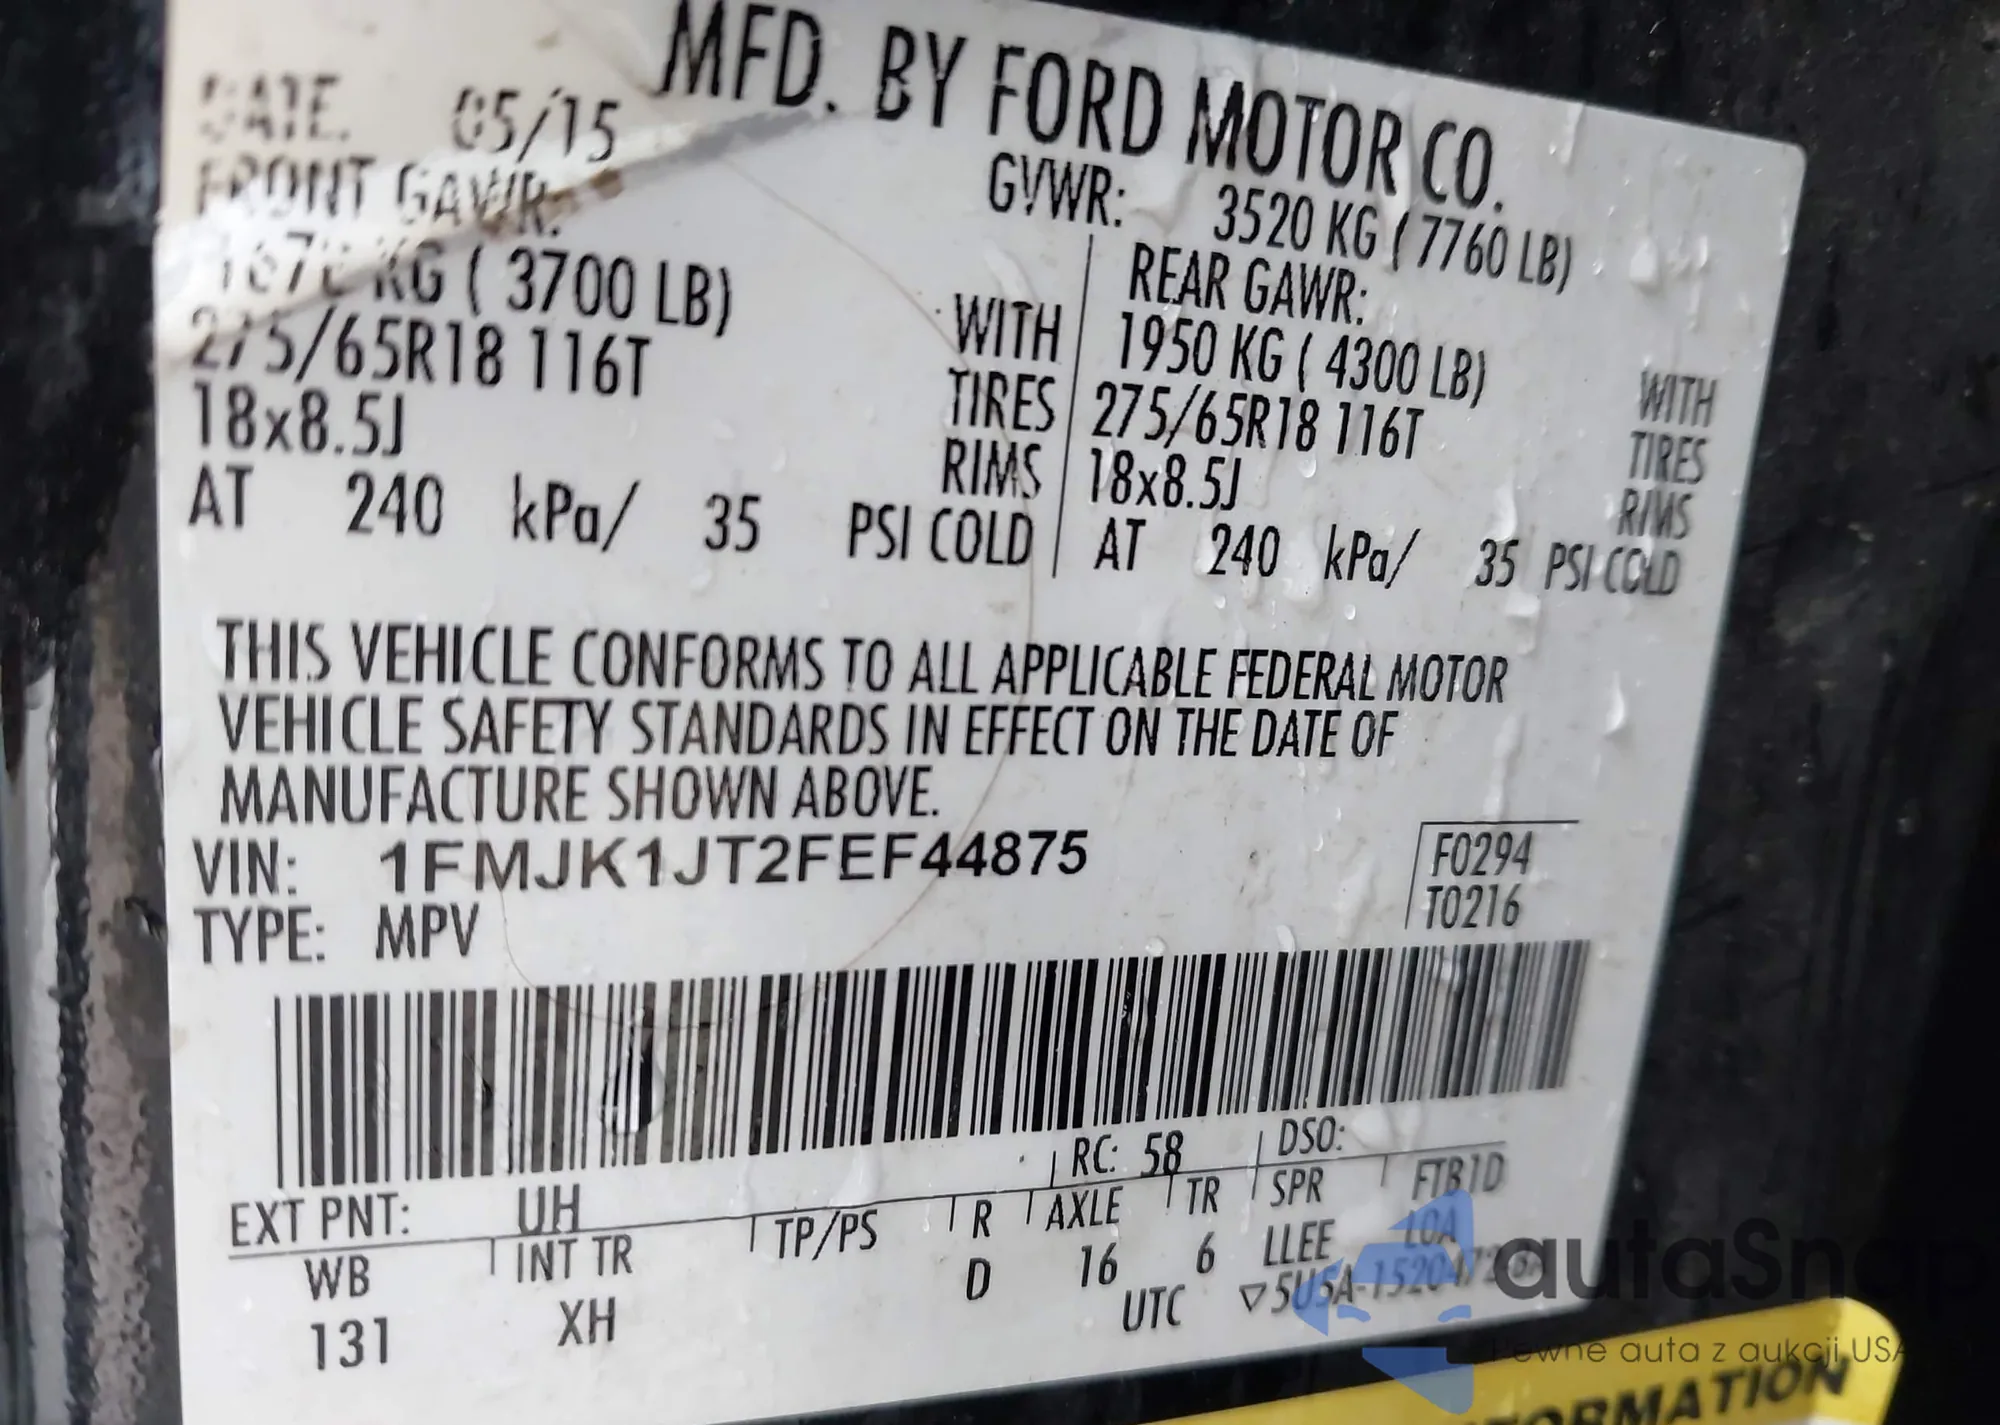 MFD. BY FORD MOTOR CO.
DATE: 05/15 GVWR: 3520 KG ( 7760 LB)
FRONT GAWR: REAR GAWR:
KG ( 3700 LB) WITH 1950 KG ( 4300 LB) WITH
275/65R18 116T TIRES 275/65R18 116T TIRES
18x8.5J RIMS 18x8.5J RIMS
AT 240 kPa/ 35 PSI COLD AT 240 kPa/ 35 PSI COLD
THIS VEHICLE CONFORMS TO ALL APPLICABLE FEDERAL MOTOR
VEHICLE SAFETY STANDARDS IN EFFECT ON THE DATE OF
MANUFACTURE SHOWN ABOVE.
VIN: 1FMJK1JT2FEF44875 F0294
TYPE: MPV T0216
EXT PNT: UH RC: 58 DSO: FTB1D
WB INT TR TP/PS R AXLE TR SPR
131 XH D 16 6 LLEE
UTC
autaSna
Pewne auta z aukcji USA